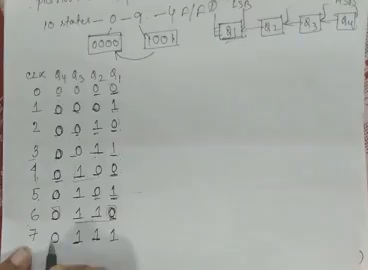 10 states - 0 - 9 - 4 F/F
LSB
MSB
0000 1001
Q1 Q2 Q3 Q4
CLK Q4 Q3 Q2 Q1
0 0 0 0 0
1 0 0 0 1
2 0 0 1 0
3 0 0 1 1
4 0 1 0 0
5 0 1 0 1
6 0 1 1 0
7 0 1 1 1
)